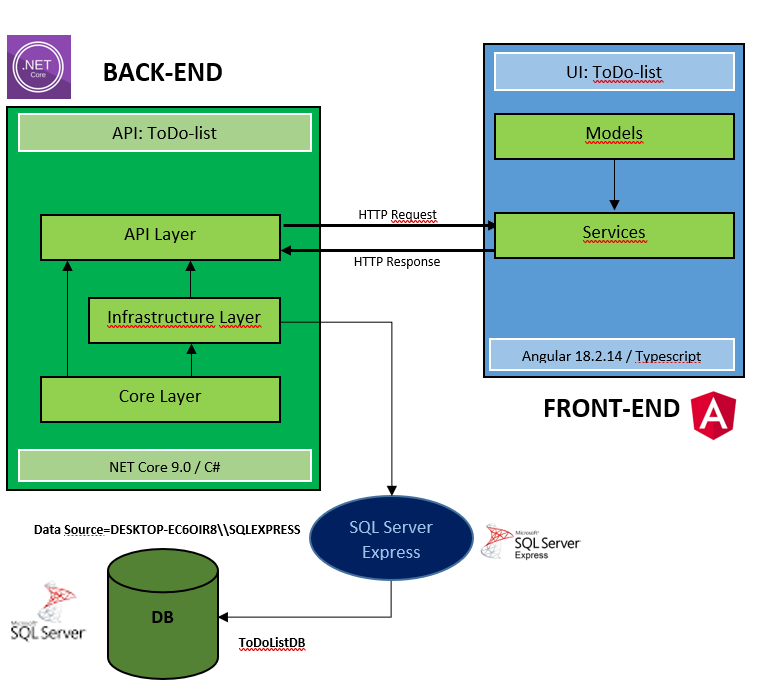 .NET
Core
BACK-END
API: ToDo-list
API Layer
Infrastructure Layer
Core Layer
NET Core 9.0 / C#
HTTP Request
HTTP Response
UI: ToDo-list
Models
Services
Angular 18.2.14 / Typescript
FRONT-END
A
Data Source=DESKTOP-EC6OIR8\\SQLEXPRESS
SQL Server
Express
Microsoft
SQL Server
Express
DB
Microsoft
SQL Server
ToDoListDB